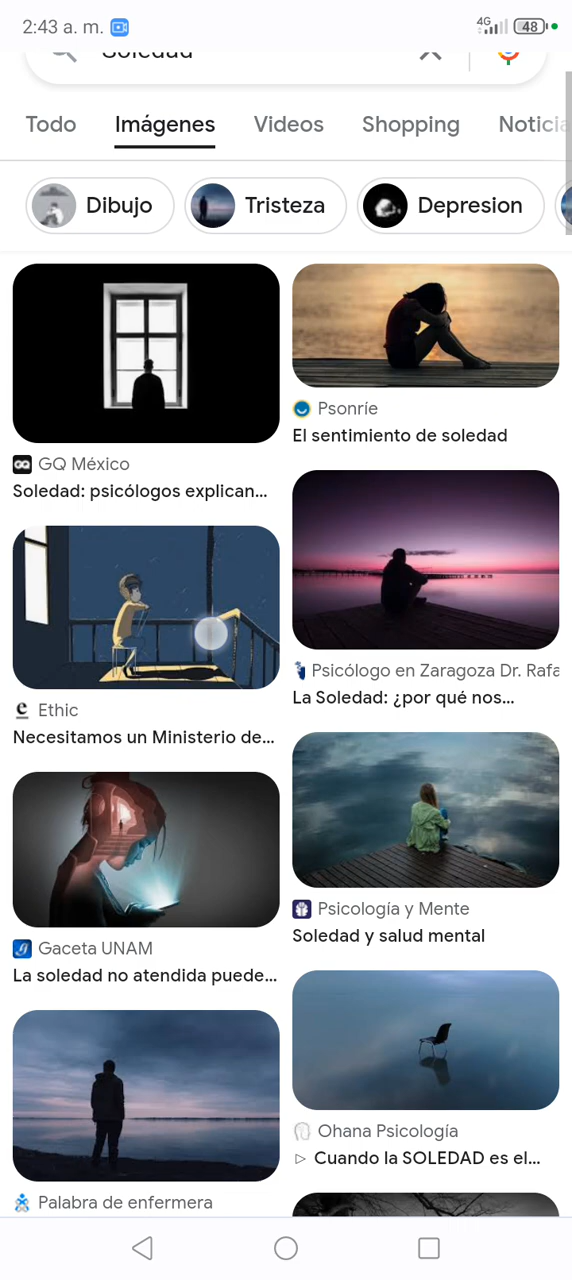 2:43 a. m.
4G
48
Soledad
Todo
Imágenes
Videos
Shopping
Noticia
Dibujo
Tristeza
Depresion
GQ México
Soledad: psicólogos explican...
Psonríe
El sentimiento de soledad
Ethic
Necesitamos un Ministerio de...
Psicólogo en Zaragoza Dr. Rafa
La Soledad: ¿por qué nos...
Gaceta UNAM
La soledad no atendida puede...
Psicología y Mente
Soledad y salud mental
Palabra de enfermera
Ohana Psicología
Cuando la SOLEDAD es el...